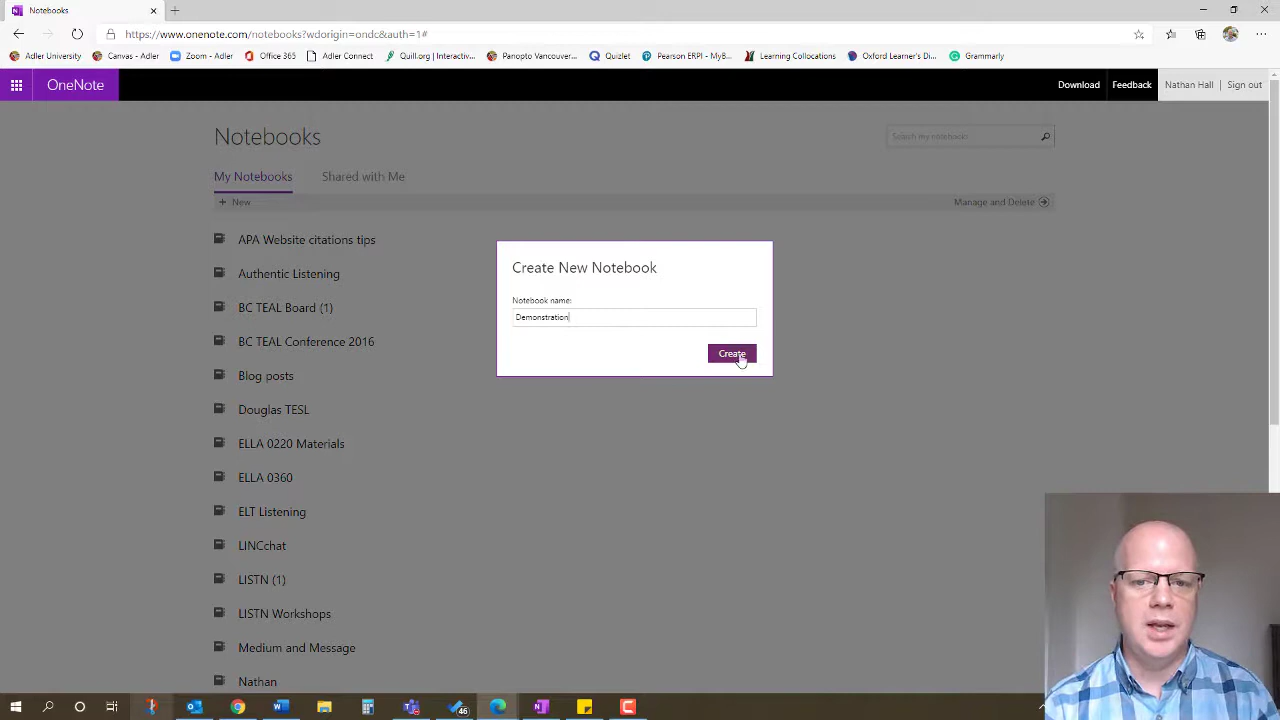 Notebooks
https://www.onenote.com/notebooks?wdorigin=ondc&auth=1#
Adler University
Canvas - Adler
Zoom - Adler
Office 365
Adler Connect
Quill.org | Interactiv...
Panopto Vancouver...
Quizlet
Pearson ERPI - MyB...
Learning Collocations
Oxford Learner's Di...
Grammarly
OneNote
Download
Feedback
Nathan Hall
Sign out
Notebooks
Search my notebooks
My Notebooks
Shared with Me
+ New
Manage and Delete
APA Website citations tips
Authentic Listening
BC TEAL Board (1)
BC TEAL Conference 2016
Blog posts
Douglas TESL
ELLA 0220 Materials
ELLA 0360
ELT Listening
LINCchat
LISTN (1)
LISTN Workshops
Medium and Message
Nathan
Create New Notebook
Notebook name:
Demonstration
Create
45